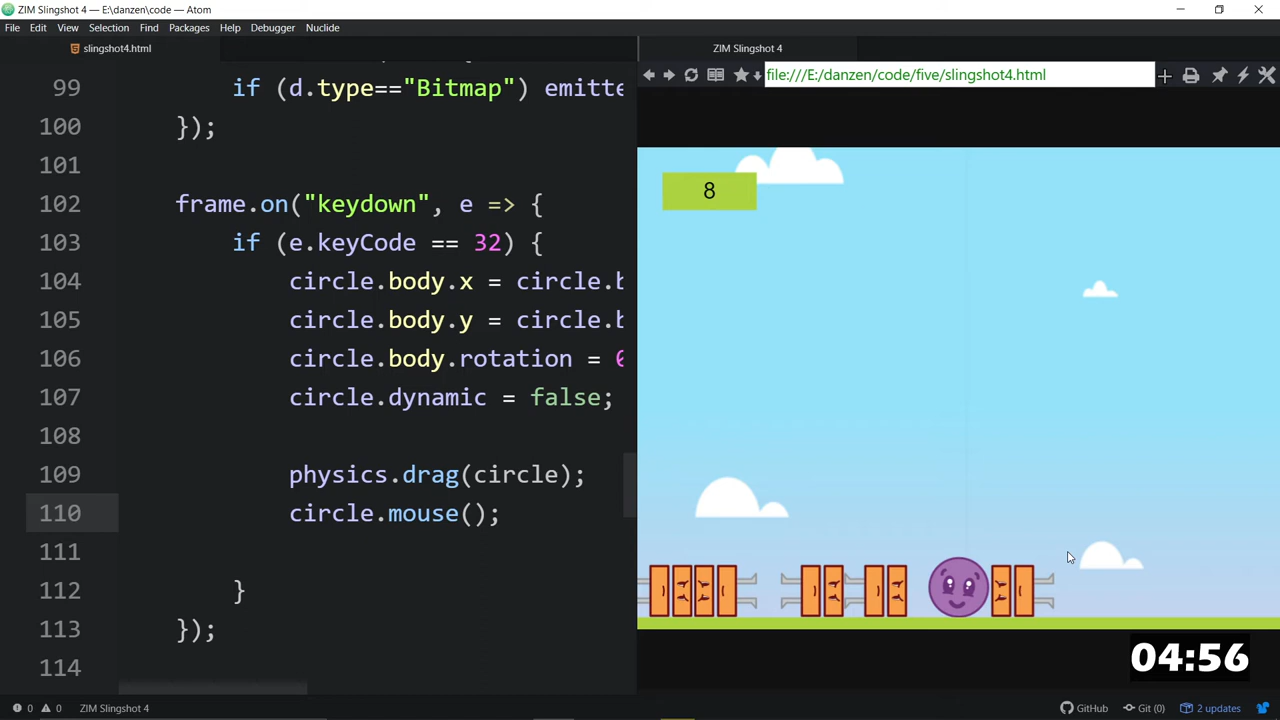 ZIM Slingshot 4 — E:\danzen\code — Atom
File Edit View Selection Find Packages Help Debugger Nuclide
slingshot4.html
ZIM Slingshot 4
file:///E:/danzen/code/five/slingshot4.html
99 if (d.type=="Bitmap") emitte
100 });
101
102 frame.on("keydown", e => {
103 if (e.keyCode == 32) {
104 circle.body.x = circle.b
105 circle.body.y = circle.b
106 circle.body.rotation = 0
107 circle.dynamic = false;
108
109 physics.drag(circle);
110 circle.mouse();
111
112 }
113 });
114
8
04:56
0 0 ZIM Slingshot 4
GitHub Git (0) 2 updates